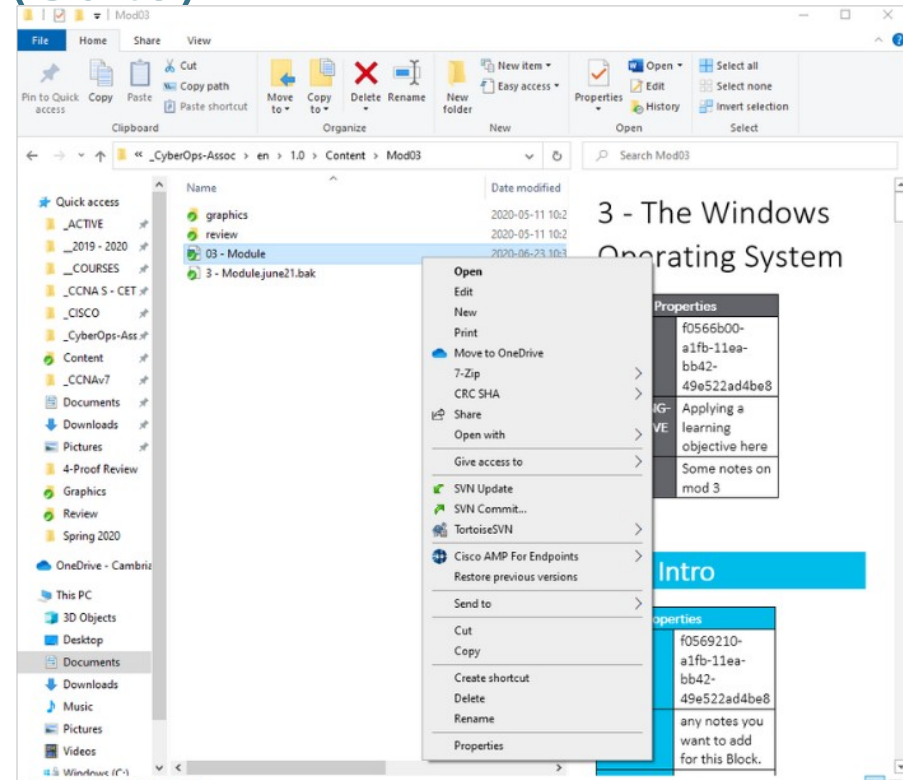 Mod03
File Home Share View
Pin to Quick access
Copy
Paste
Cut
Copy path
Paste shortcut
Move to
Copy to
Delete
Rename
New folder
New item
Easy access
Properties
Open
Edit
History
Select all
Select none
Invert selection
Clipboard Organize New Open Select
« _CyberOps-Assoc > en > 1.0 > Content > Mod03
Search Mod03
Quick access
_ACTIVE
__2019 - 2020
__COURSES
_CCNA S - CET
_CISCO
_CyberOps-Ass
Content
_CCNAv7
Documents
Downloads
Pictures
4-Proof Review
Graphics
Review
Spring 2020
OneDrive - Cambria
This PC
3D Objects
Desktop
Documents
Downloads
Music
Pictures
Videos
Windows (C:)
Name Date modified
graphics 2020-05-11 10:2
review 2020-05-11 10:2
03 - Module 2020-06-23 10:3
3 - Module.june21.bak
Open
Edit
New
Print
Move to OneDrive
7-Zip
CRC SHA
Share
Open with
Give access to
SVN Update
SVN Commit...
TortoiseSVN
Cisco AMP For Endpoints
Restore previous versions
Send to
Cut
Copy
Create shortcut
Delete
Rename
Properties
3 - The Windows
Operating System
Properties
f0566b00-
a1fb-11ea-
bb42-
49e522ad4be8
Applying a
learning
objective here
Some notes on
mod 3
Intro
f0569210-
a1fb-11ea-
bb42-
49e522ad4be8
any notes you
want to add
for this Block.